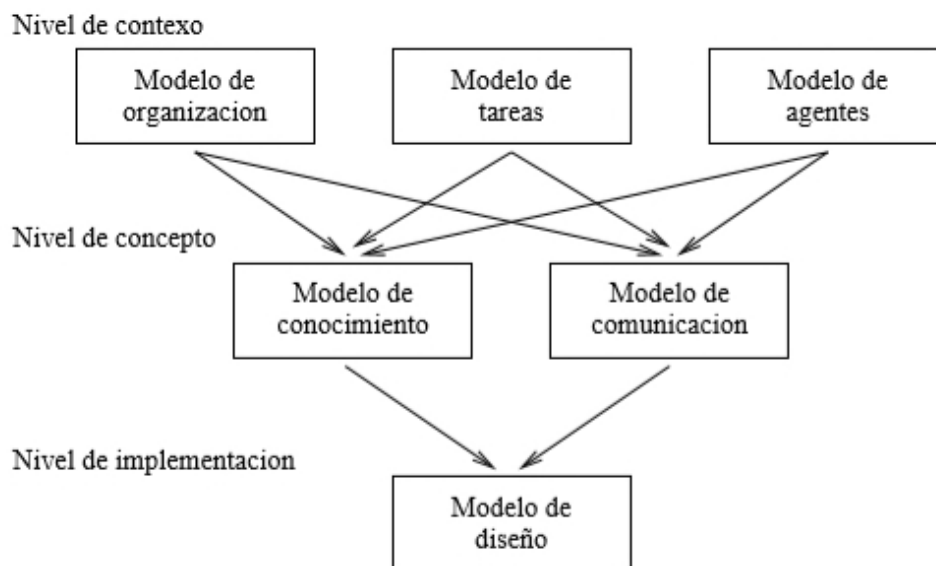 Nivel de contexo
Modelo de
organizacion
Modelo de
tareas
Modelo de
agentes
Nivel de concepto
Modelo de
conocimiento
Modelo de
comunicacion
Nivel de implementacion
Modelo de
diseño